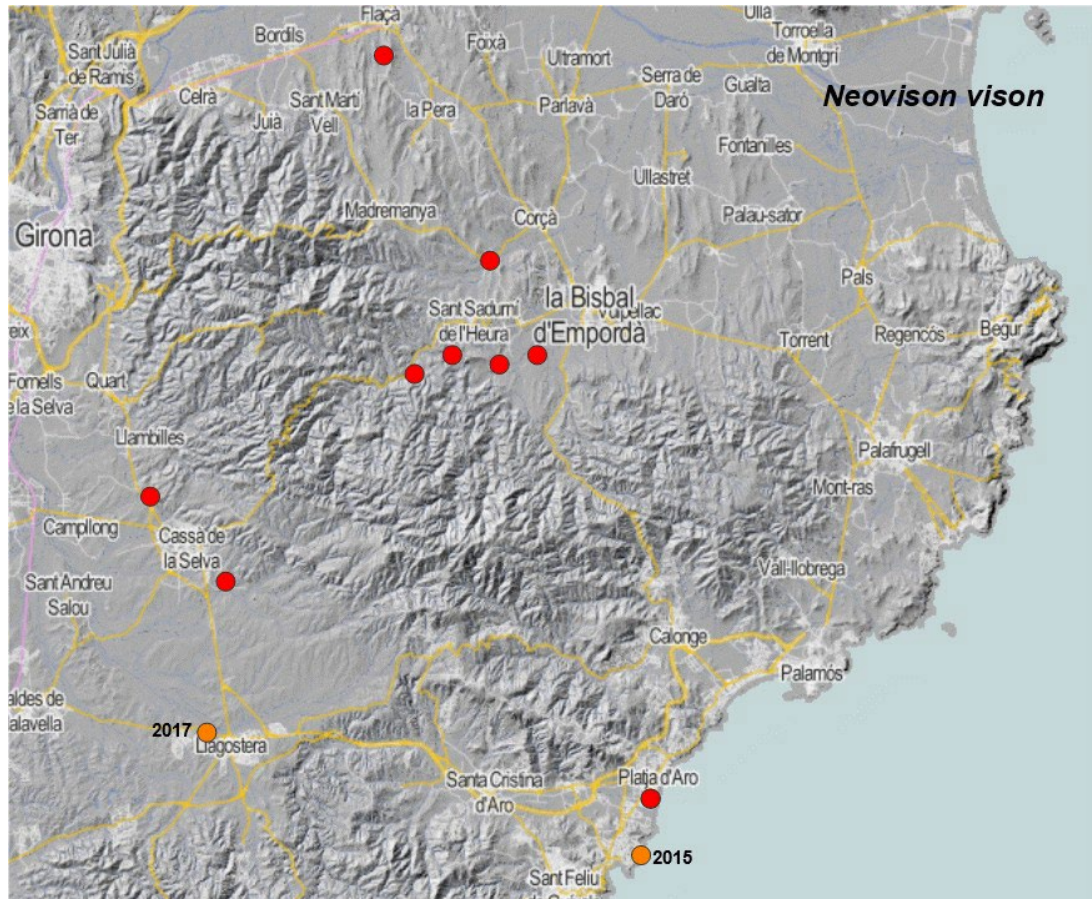 Flaçà
Ullà
Bordils
Foixà
Torroella
de Montgrí
Sant Julià
de Ramis
Ultramort
Serra de
Daró
Gualta
Celrà
Sant Martí
Vell
la Pera
Parlavà
Neovison vison
Sarrià de
Ter
Juià
Fontanilles
Ullastret
Madremanya
Corçà
Palau-sator
Girona
Pals
la Bisbal
d'Empordà
Sant Sadurní
de l'Heura
Vulpellac
Torrent
Regencós
Begur
Fornells
de la Selva
Quart
Llambilles
Palafrugell
Mont-ras
Campllong
Cassà de
la Selva
Sant Andreu
Salou
Vall-llobrega
Calonge
Palamós
aldes de
alavella
2017
Llagostera
Santa Cristina
d'Aro
Platja d'Aro
2015
Sant Feliu